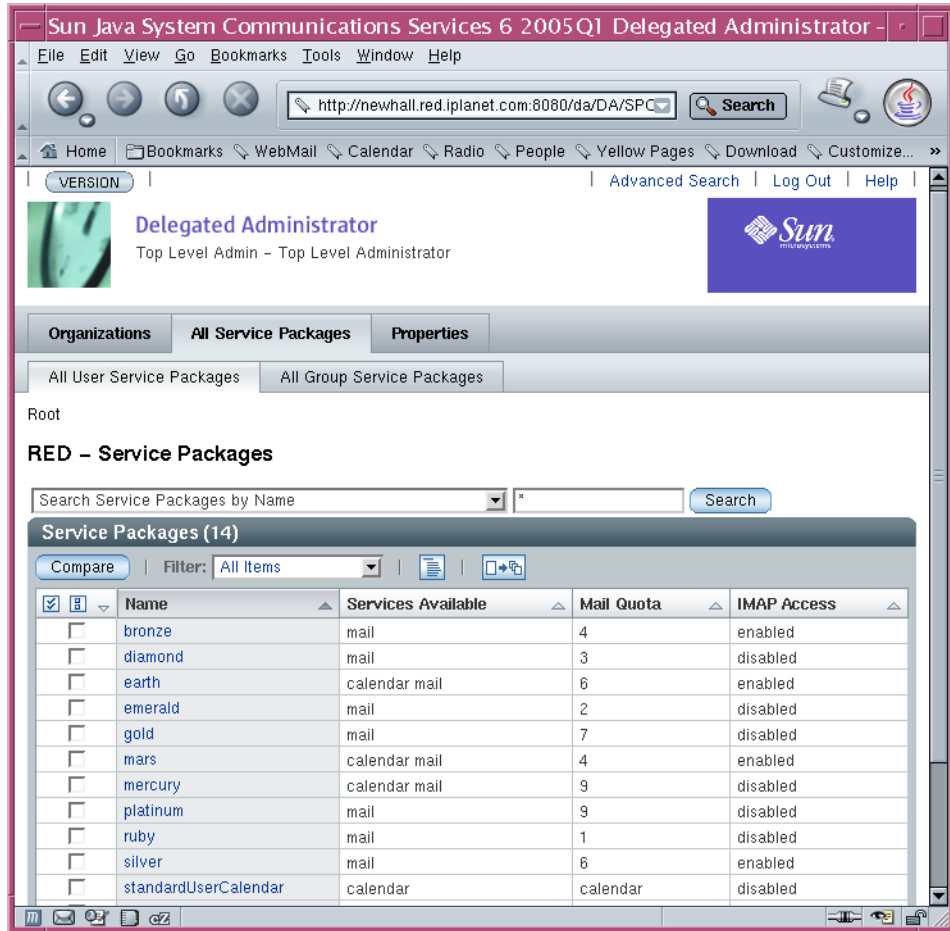 Sun Java System Communications Services 6 2005Q1 Delegated Administrator -
File Edit View Go Bookmarks Tools Window Help
http://newhall.red.iplanet.com:8080/da/DA/SPC Search
Home Bookmarks WebMail Calendar Radio People Yellow Pages Download Customize... »
VERSION | Advanced Search | Log Out | Help |
Delegated Administrator
Top Level Admin – Top Level Administrator
Sun
microsystems
Organizations All Service Packages Properties
All User Service Packages All Group Service Packages
Root
RED – Service Packages
Search Service Packages by Name * Search
Service Packages (14)
Compare | Filter: All Items
Name Services Available Mail Quota IMAP Access
bronze mail 4 enabled
diamond mail 3 disabled
earth calendar mail 6 enabled
emerald mail 2 disabled
gold mail 7 disabled
mars calendar mail 4 enabled
mercury calendar mail 9 disabled
platinum mail 9 disabled
ruby mail 1 disabled
silver mail 6 enabled
standardUserCalendar calendar calendar disabled